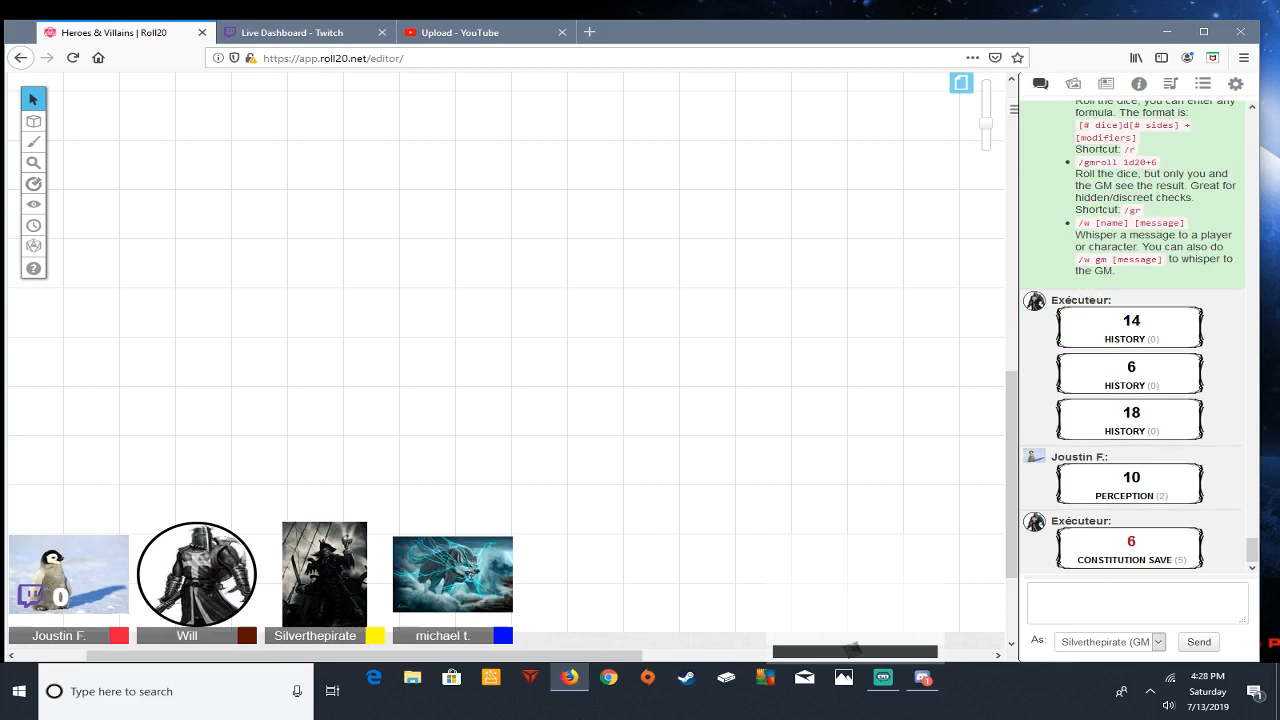 Heroes & Villains | Roll20
Live Dashboard - Twitch
Upload - YouTube
https://app.roll20.net/editor/
Roll the dice, you can enter any
formula. The format is:
[# dice]d[# sides] +
[modifiers]
Shortcut: /r
/gmroll 1d20+6
Roll the dice, but only you and
the GM see the result. Great for
hidden/discreet checks.
Shortcut: /gr
/w [name] [message]
Whisper a message to a player
or character. You can also do
/w gm [message] to whisper to
the GM.
Exécuteur:
14
HISTORY (0)
6
HISTORY (0)
18
HISTORY (0)
Joustin F.:
10
PERCEPTION (2)
Exécuteur:
6
CONSTITUTION SAVE (5)
0
Joustin F.
Will
Silverthepirate
michael t.
As:
Silverthepirate (GM
Send
P
Type here to search
1
4:28 PM
Saturday
7/13/2019
1